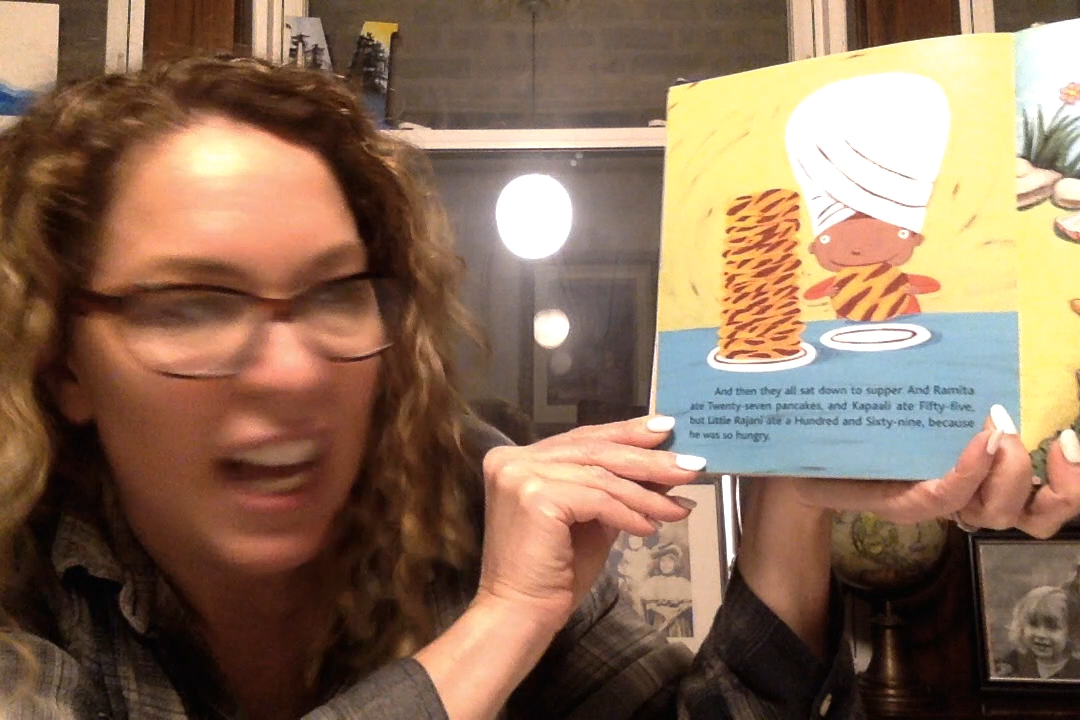 And then they all sat down to supper. And Ramita
ate Twenty-seven pancakes, and Kapaali ate Fifty-five,
but Little Rajani ate a Hundred and Sixty-nine, because
he was so hungry.